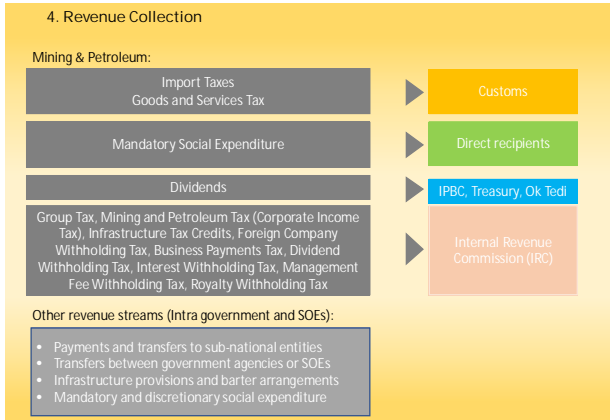 4. Revenue Collection
Mining & Petroleum:
Import Taxes
Goods and Services Tax
Customs
Mandatory Social Expenditure
Direct recipients
Dividends
IPBC, Treasury, Ok Tedi
Group Tax, Mining and Petroleum Tax (Corporate Income
Tax), Infrastructure Tax Credits, Foreign Company
Withholding Tax, Business Payments Tax, Dividend
Withholding Tax, Interest Withholding Tax, Management
Fee Withholding Tax, Royalty Withholding Tax
Internal Revenue
Commission (IRC)
Other revenue streams (Intra government and SOEs):
• Payments and transfers to sub-national entities
• Transfers between government agencies or SOEs
• Infrastructure provisions and barter arrangements
• Mandatory and discretionary social expenditure